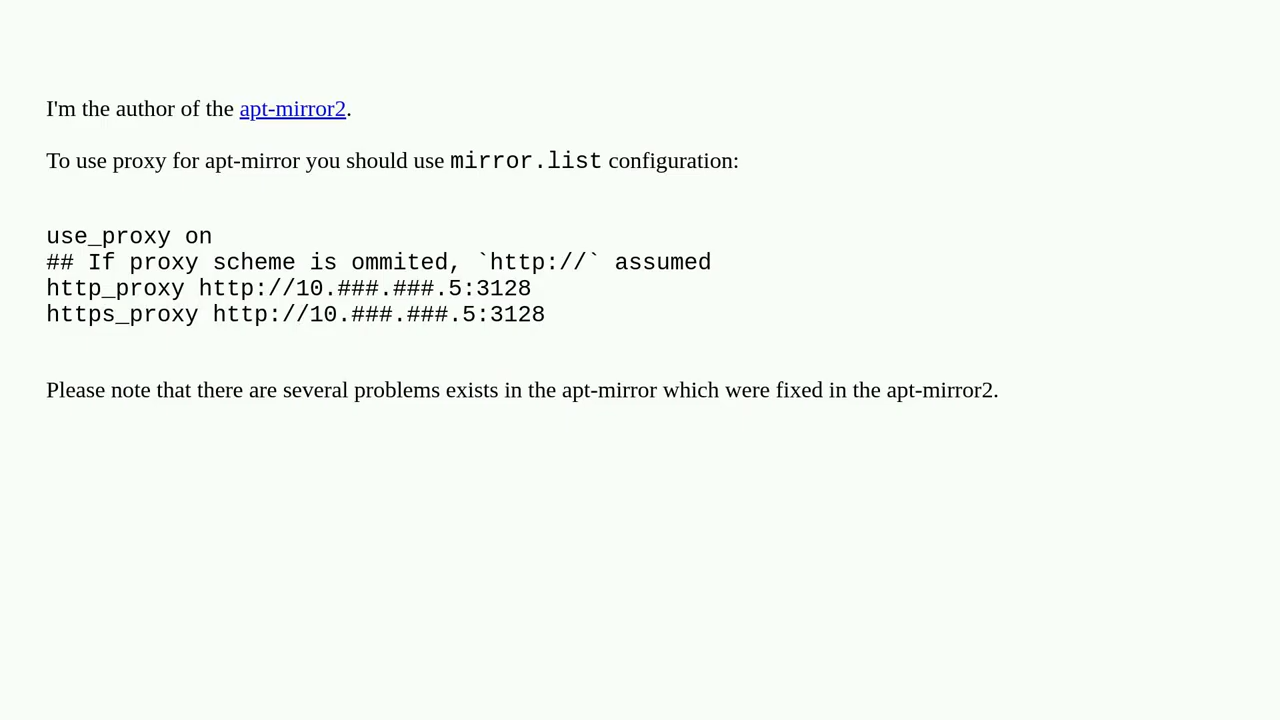 I'm the author of the apt-mirror2.
To use proxy for apt-mirror you should use mirror.list configuration:
use_proxy on
## If proxy scheme is ommited, `http://` assumed
http_proxy http://10.###.###.5:3128
https_proxy http://10.###.###.5:3128
Please note that there are several problems exists in the apt-mirror which were fixed in the apt-mirror2.